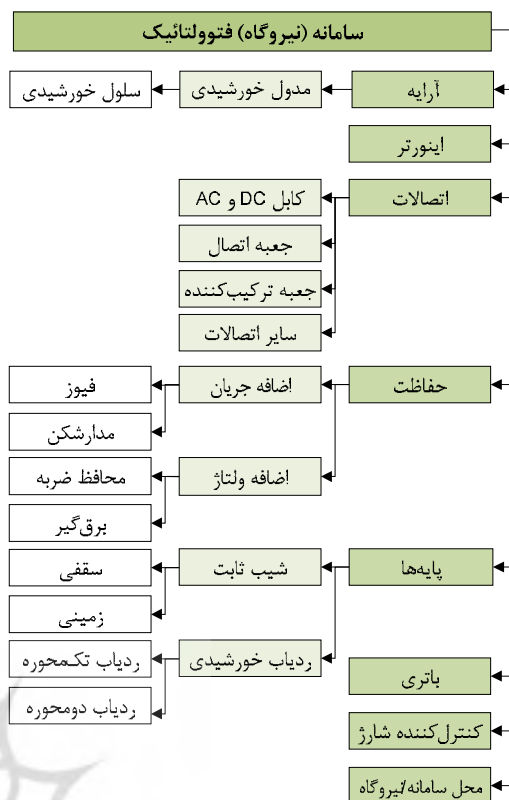 سامانه (نیروگاه) فتوولتائیک
آرایه
مدول خورشیدی
سلول خورشیدی
اینورتر
اتصالات
کابل DC و AC
جعبه اتصال
جعبه ترکیب‌کننده
سایر اتصالات
حفاظت
اضافه جریان
فیوز
مدارشکن
اضافه ولتاژ
محافظ ضربه
برق‌گیر
پایه‌ها
شیب ثابت
سقفی
زمینی
ردیاب خورشیدی
ردیاب تک‌محوره
ردیاب دومحوره
باتری
کنترل‌کننده شارژ
محل سامانه/نیروگاه